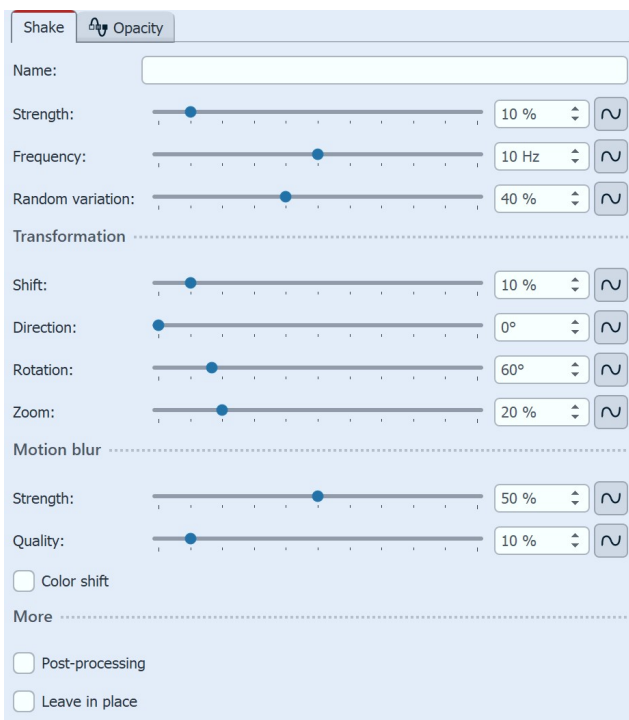 Shake Opacity
Name:
Strength: 10 %
Frequency: 10 Hz
Random variation: 40 %
Transformation
Shift: 10 %
Direction: 0°
Rotation: 60°
Zoom: 20 %
Motion blur
Strength: 50 %
Quality: 10 %
Color shift
More
Post-processing
Leave in place